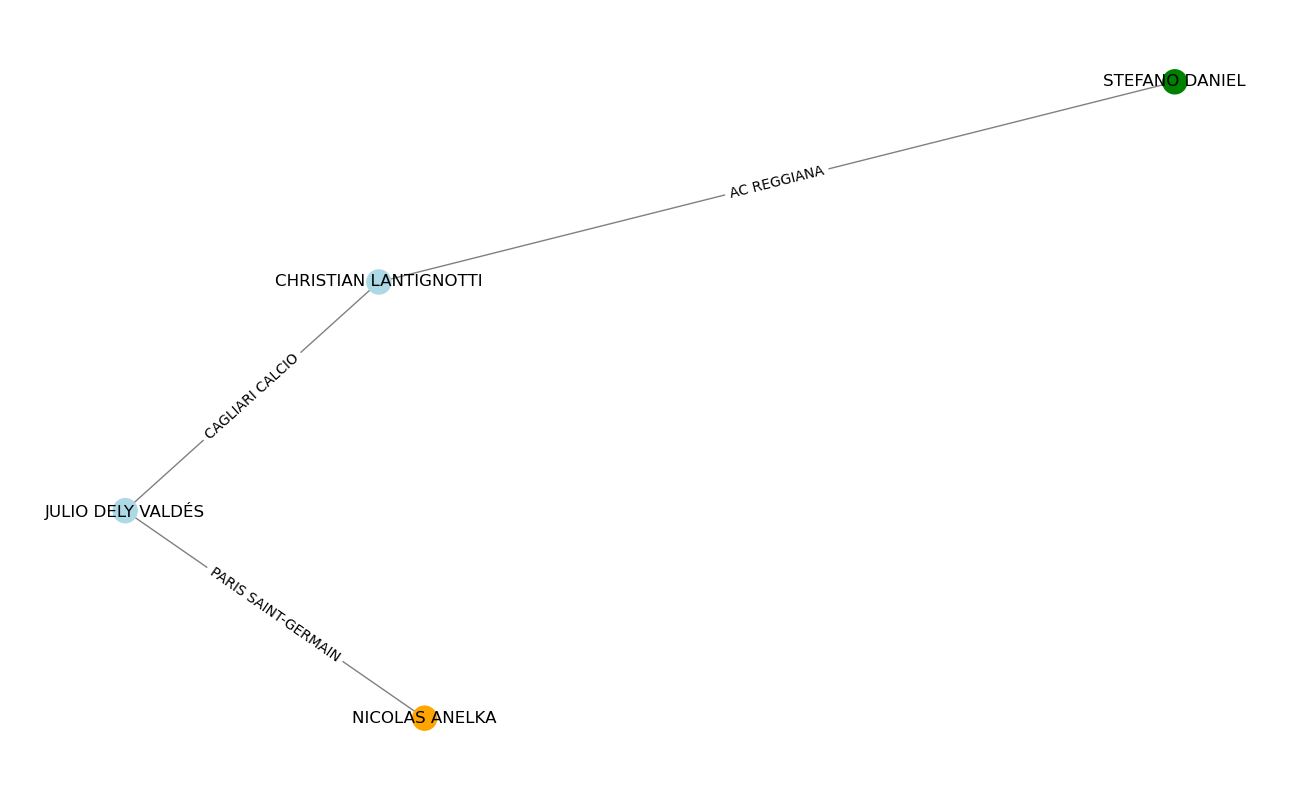 STEFANO DANIEL
AC REGGIANA
CHRISTIAN LANTIGNOTTI
CAGLIARI CALCIO
JULIO DELY VALDÉS
PARIS SAINT-GERMAIN
NICOLAS ANELKA